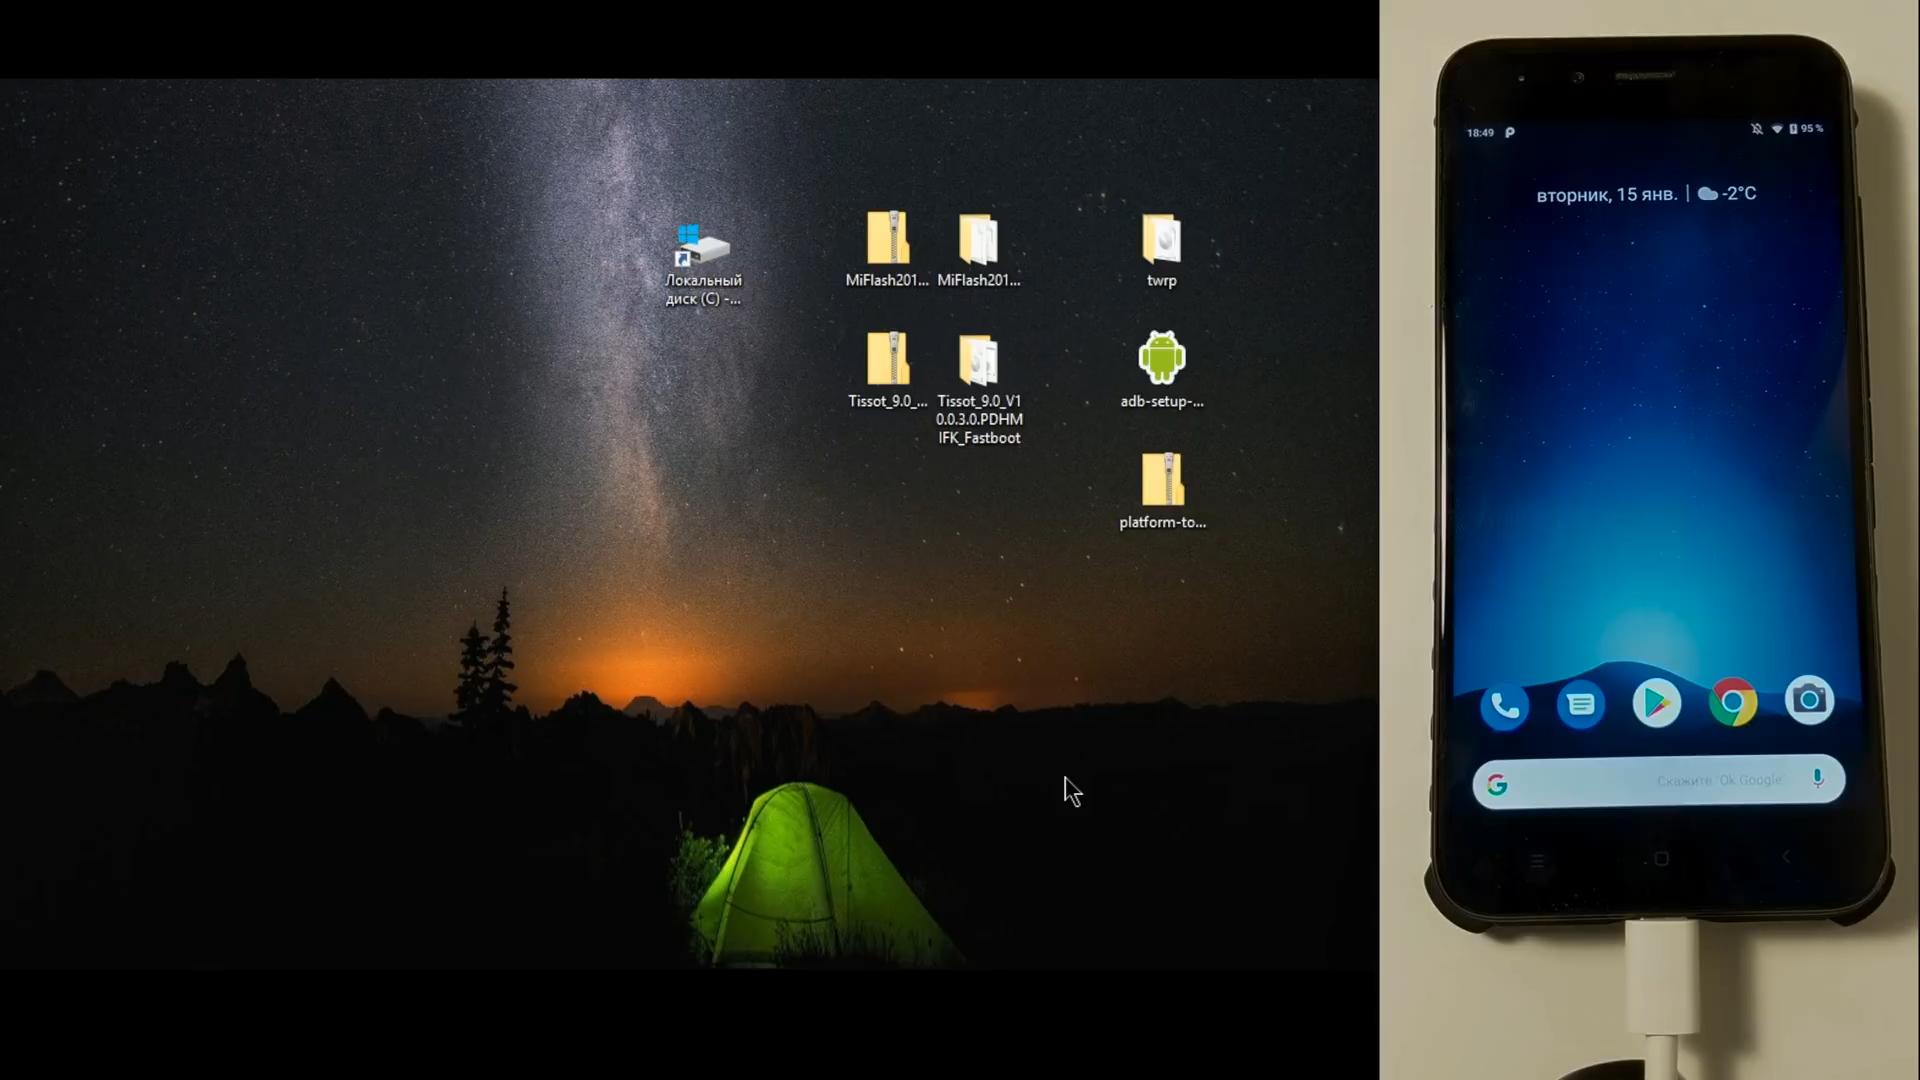 Локальный
диск (C) -...
MiFlash201...
MiFlash201...
twrp
Tissot_9.0_...
Tissot_9.0_V1
0.0.3.0.PDHM
IFK_Fastboot
adb-setup-...
platform-to...
18:49
95 %
вторник, 15 янв. | -2°C
G
Скажите "Ok Google"